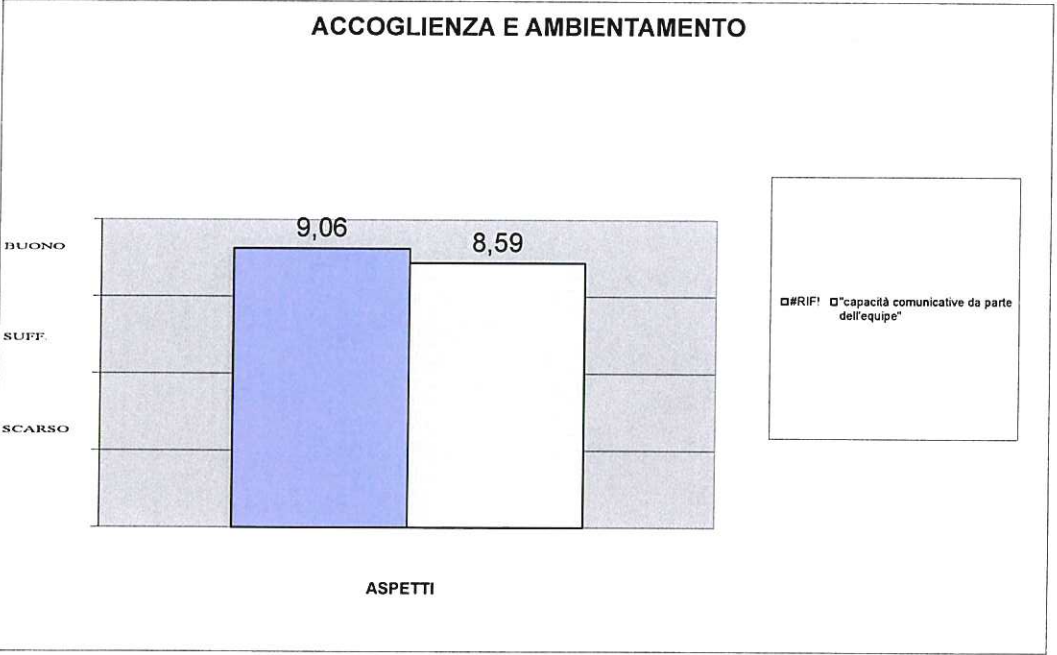 ACCOGLIENZA E AMBIENTAMENTO
9,06
8,59
BUONO
SUFF.
SCARSO
#RIF! "capacità comunicative da parte
dell'equipe"
ASPETTI